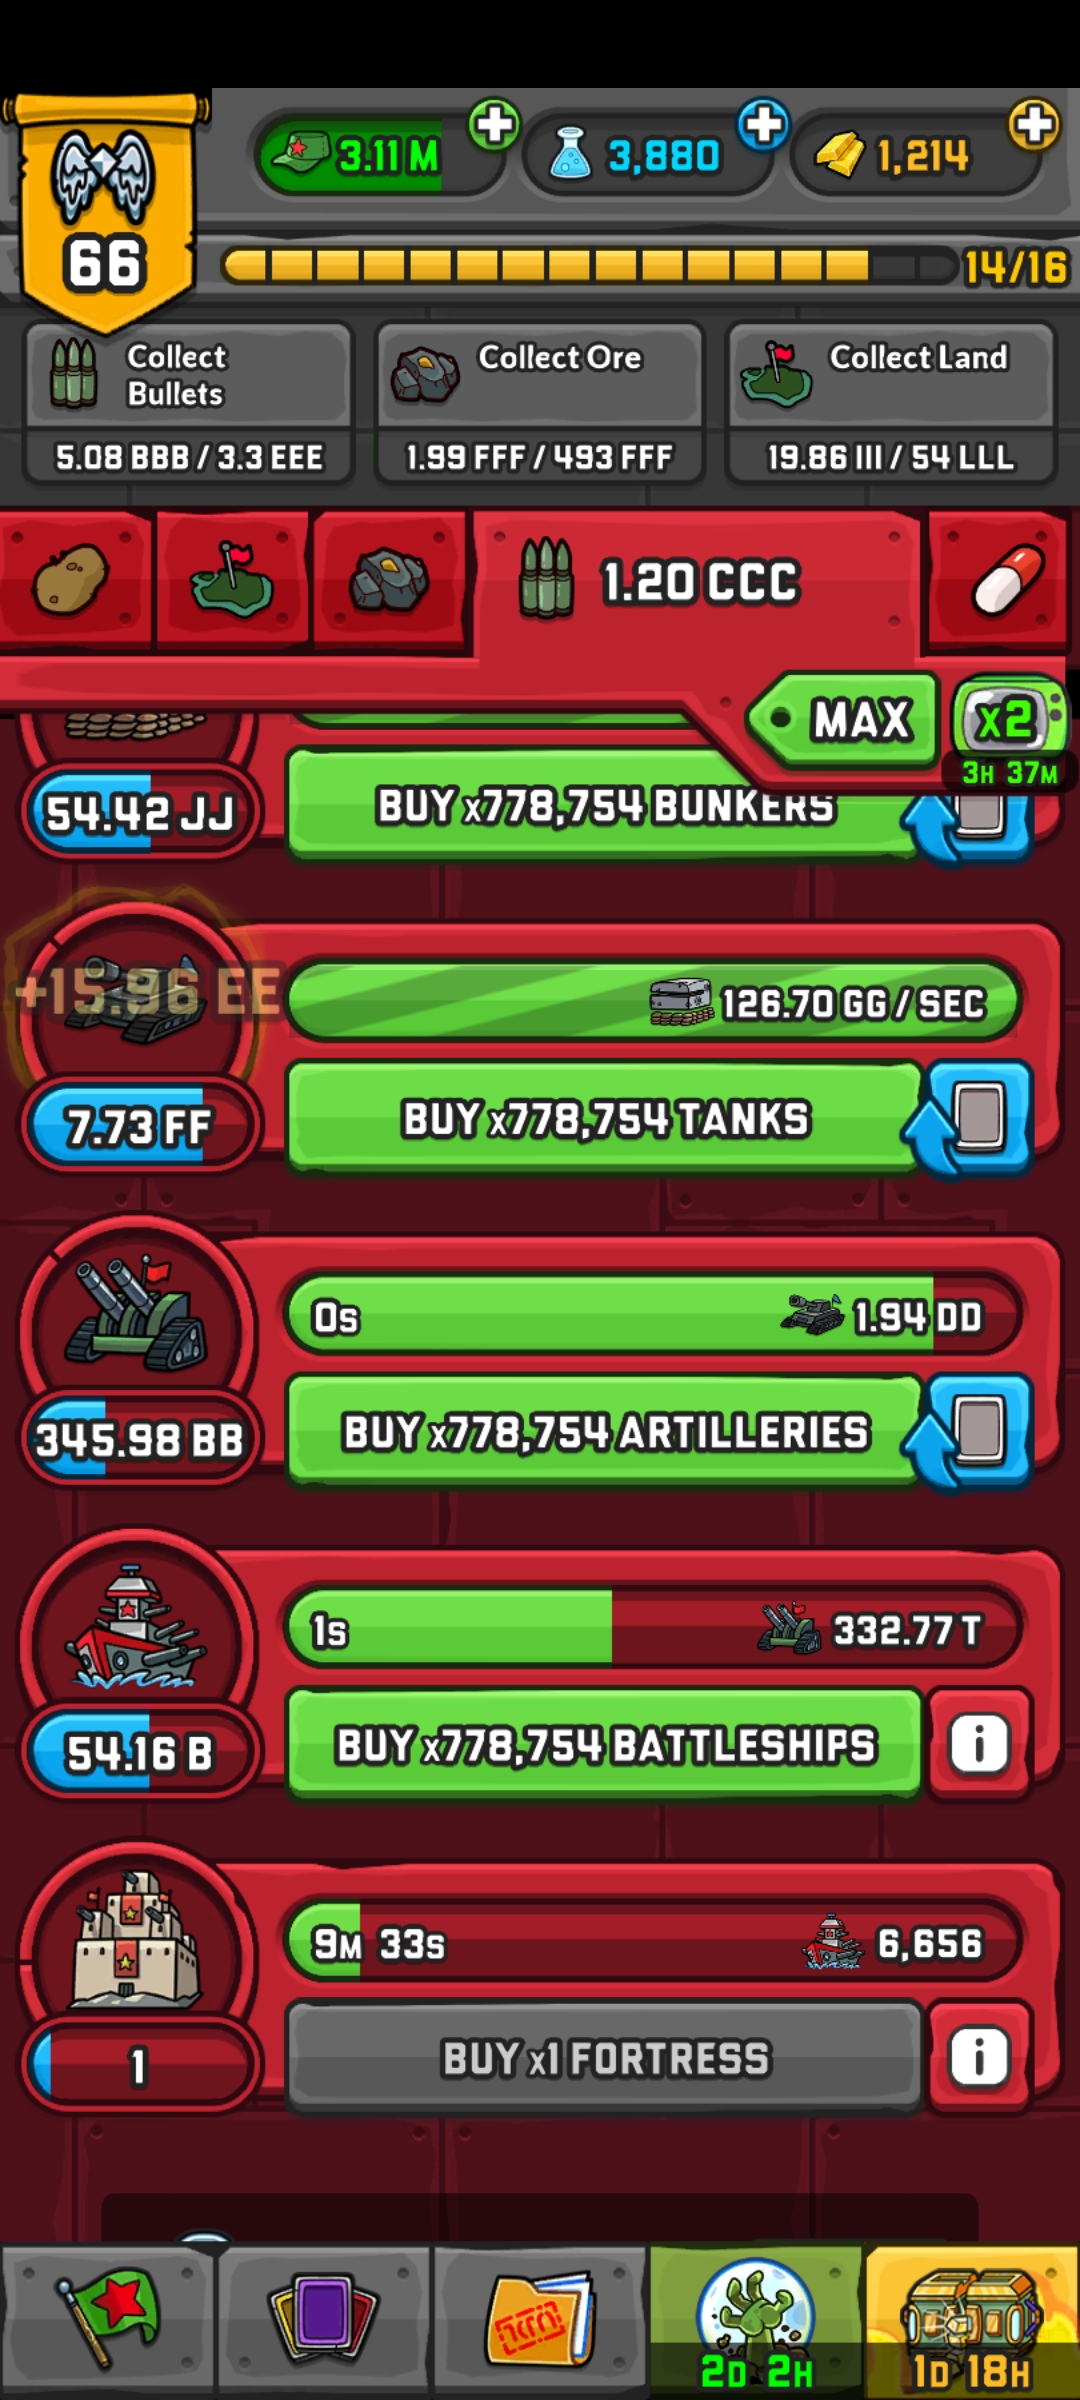 3.11 M
3,880
1,214
66
14/16
Collect
Bullets
5.08 BBB / 3.3 EEE
Collect Ore
1.99 FFF / 493 FFF
Collect Land
19.86 III / 54 LLL
1.20 CCC
MAX
x2
3H 37M
54.42 JJ
BUY x778,754 BUNKERS
+15.96 EE
126.70 GG / SEC
7.73 FF
BUY x778,754 TANKS
0s
1.94 DD
345.98 BB
BUY x778,754 ARTILLERIES
1s
332.77 T
54.16 B
BUY x778,754 BATTLESHIPS
i
9M 33s
6,656
1
BUY x1 FORTRESS
i
2D 2H
1D 18H